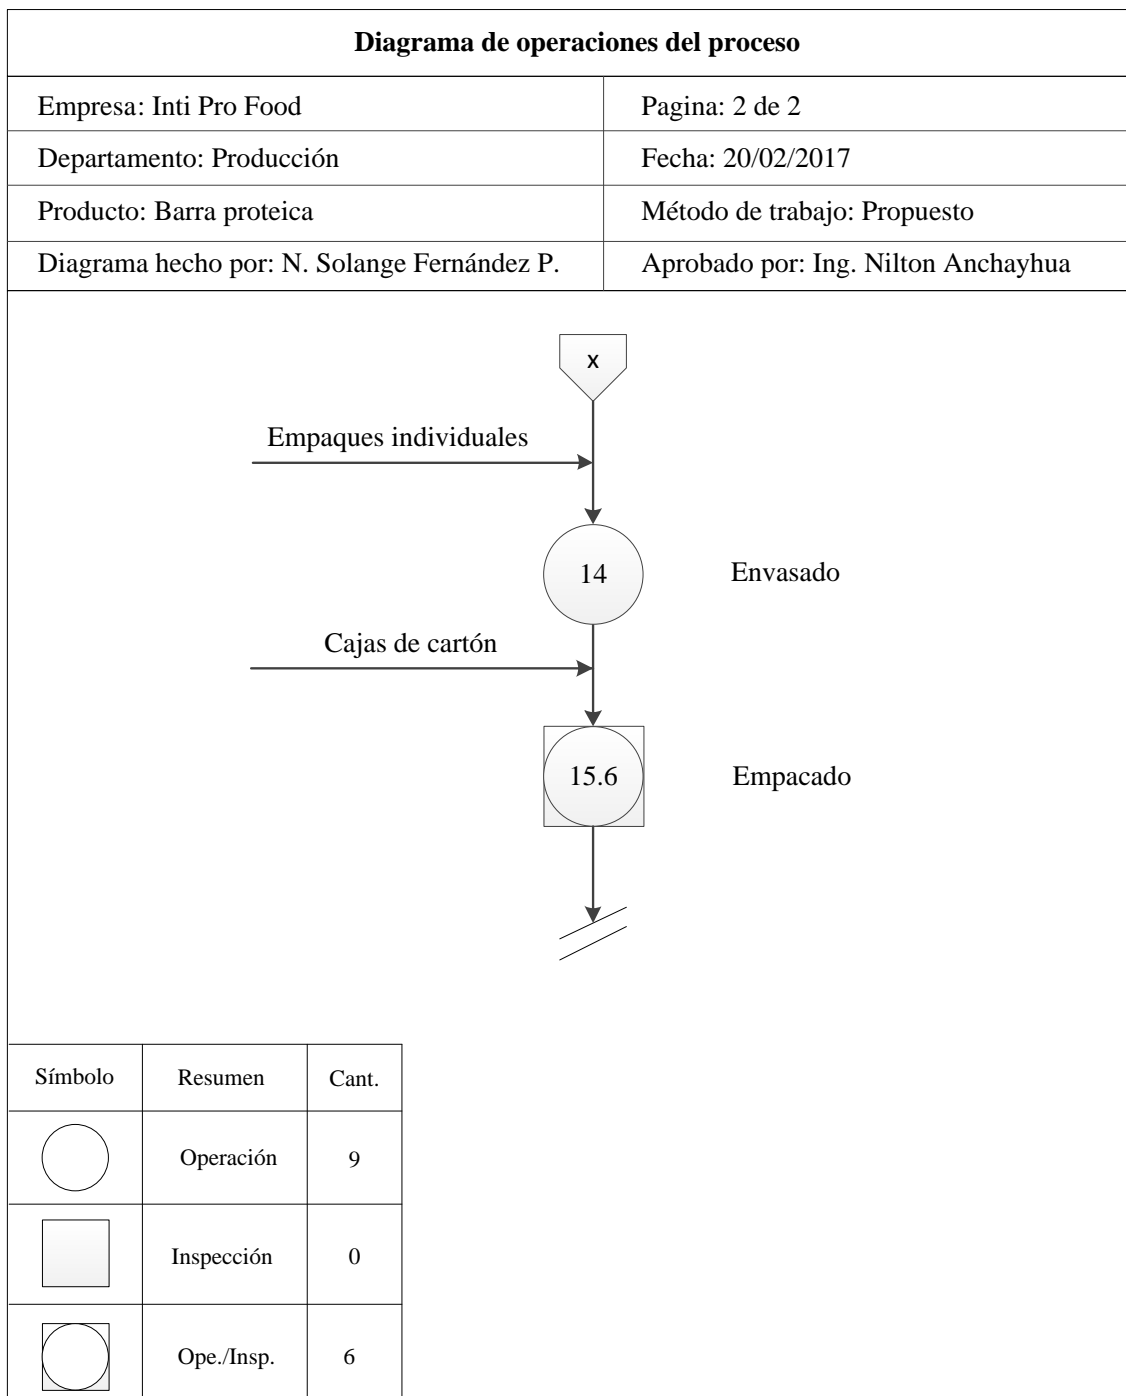 Diagrama de operaciones del proceso
Empresa: Inti Pro Food
Pagina: 2 de 2
Departamento: Producción
Fecha: 20/02/2017
Producto: Barra proteica
Método de trabajo: Propuesto
Diagrama hecho por: N. Solange Fernández P.
Aprobado por: Ing. Nilton Anchayhua
x
Empaques individuales
14
Envasado
Cajas de cartón
15.6
Empacado
Símbolo Resumen Cant.
Operación 9
Inspección 0
Ope./Insp. 6